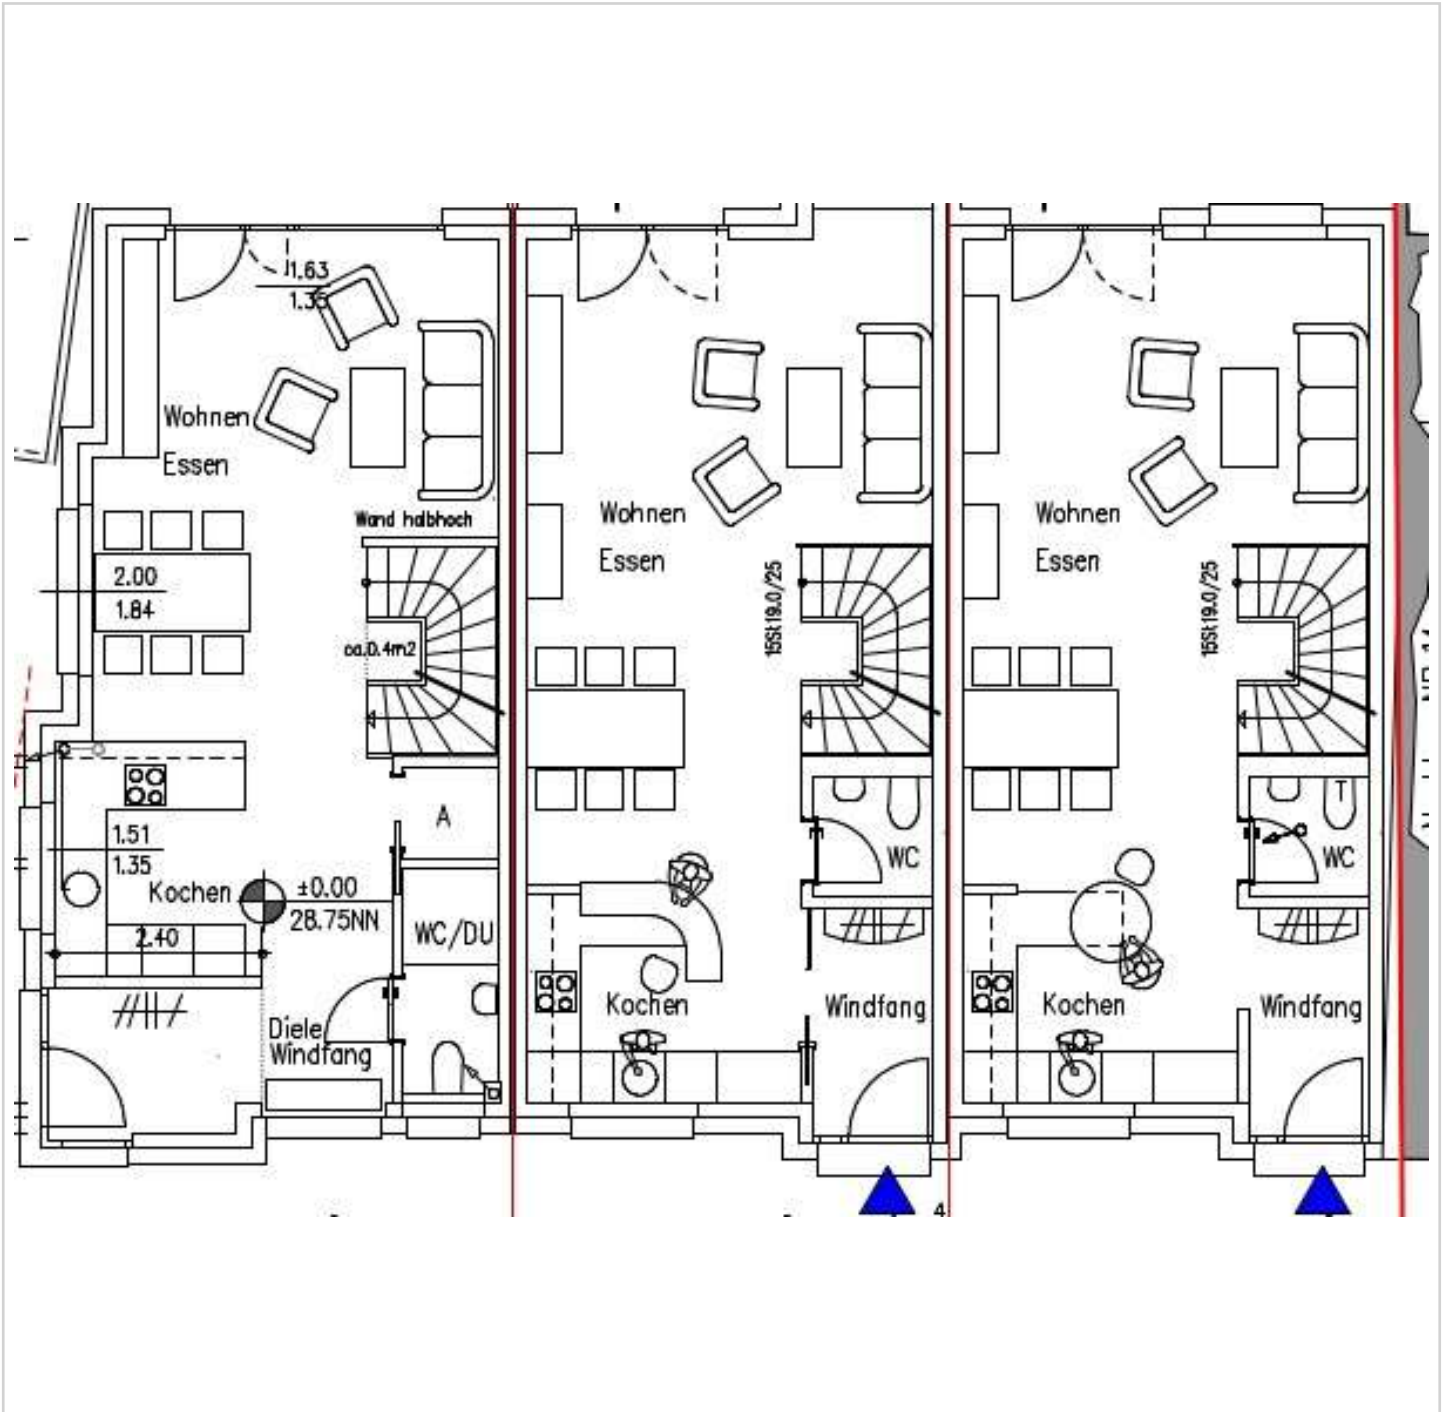 1.63
1.35
Wohnen
Essen
Wand halbhoch
2.00
1.84
ca.0.4m2
A
1.51
1.35
Kochen
±0.00
28.75NN
2.40
WC/DU
Diele
Windfang
Wohnen
Essen
15St19.0/25
WC
Kochen
Windfang
4
Wohnen
Essen
15St19.0/25
T
WC
Kochen
Windfang